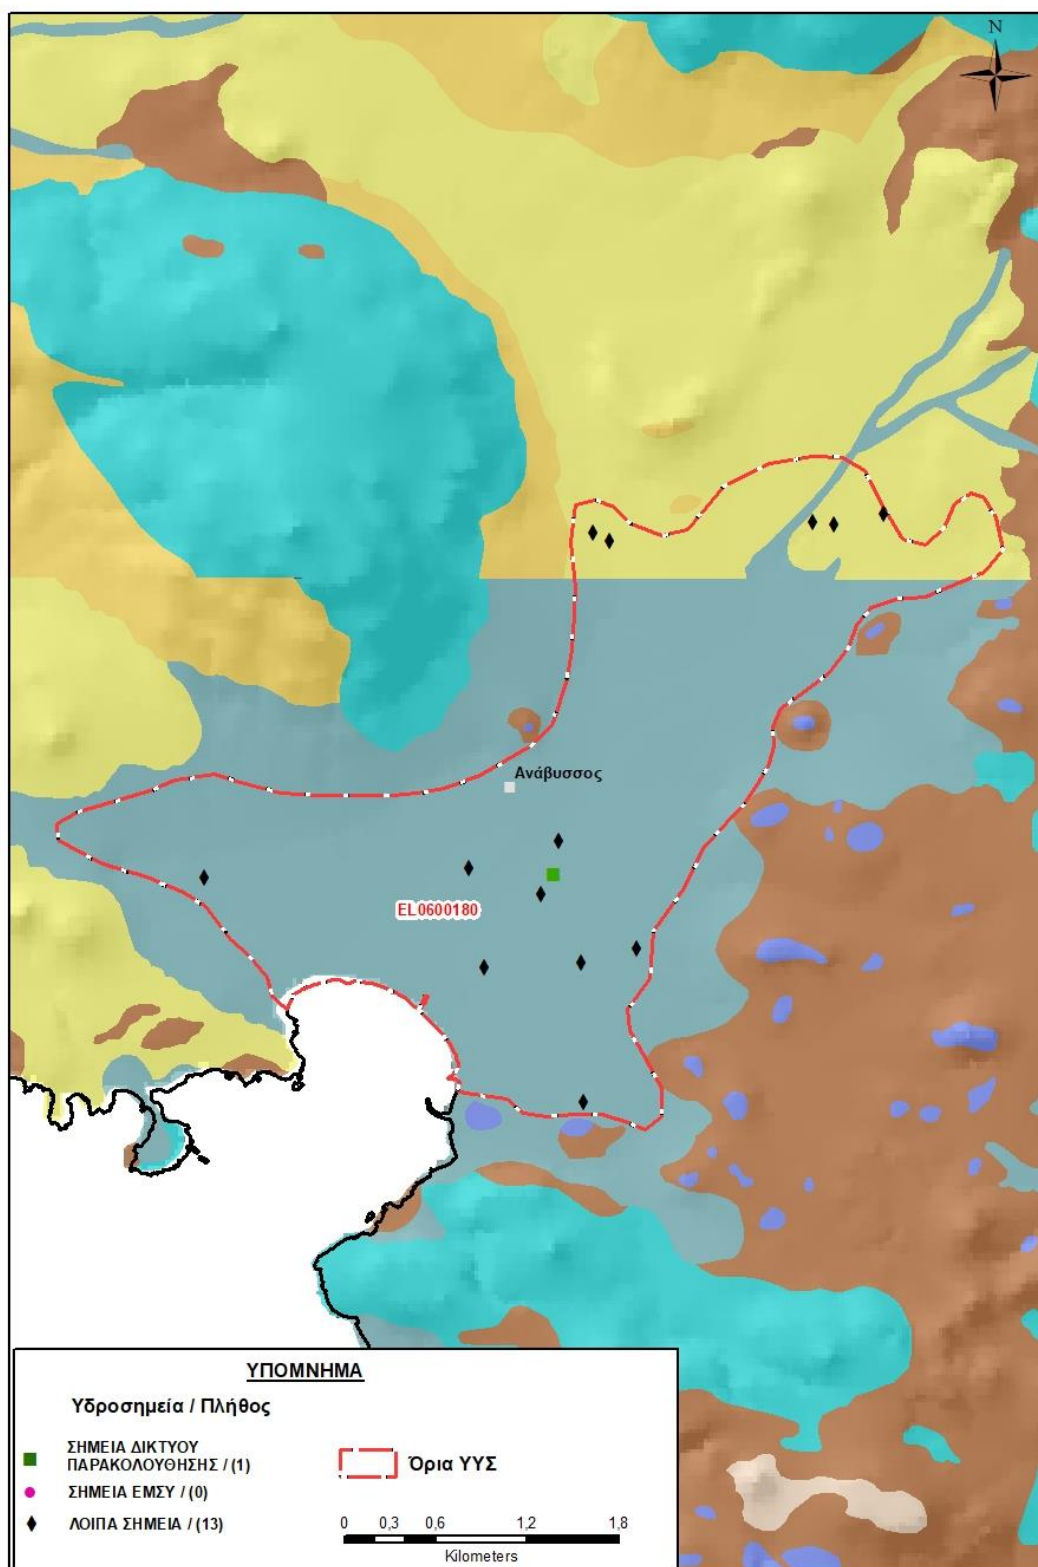 N
Ανάβυσσος
EL0600180
ΥΠΟΜΝΗΜΑ
Υδροσημεία / Πλήθος
ΣΗΜΕΙΑ ΔΙΚΤΥΟΥ
ΠΑΡΑΚΟΛΟΥΘΗΣΗΣ / (1)
Όρια ΥΥΣ
ΣΗΜΕΙΑ ΕΜΣΥ / (0)
ΛΟΙΠΑ ΣΗΜΕΙΑ / (13)
0 0,3 0,6 1,2 1,8
Kilometers